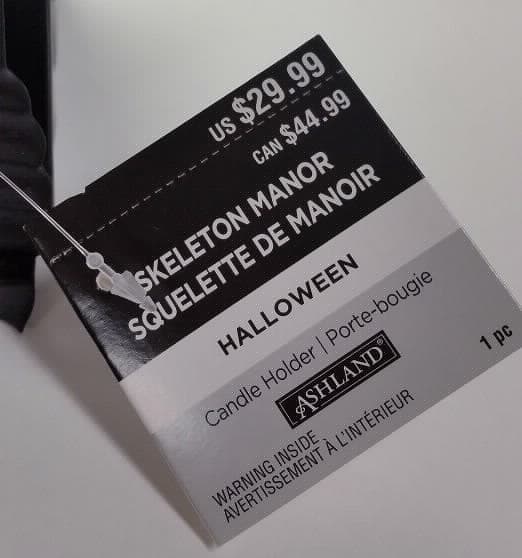 US $29.99
CAN $44.99
SKELETON MANOR
SQUELETTE DE MANOIR
HALLOWEEN
Candle Holder | Porte-bougie
ASHLAND®
1 pc
WARNING INSIDE
AVERTISSEMENT À L'INTÉRIEUR